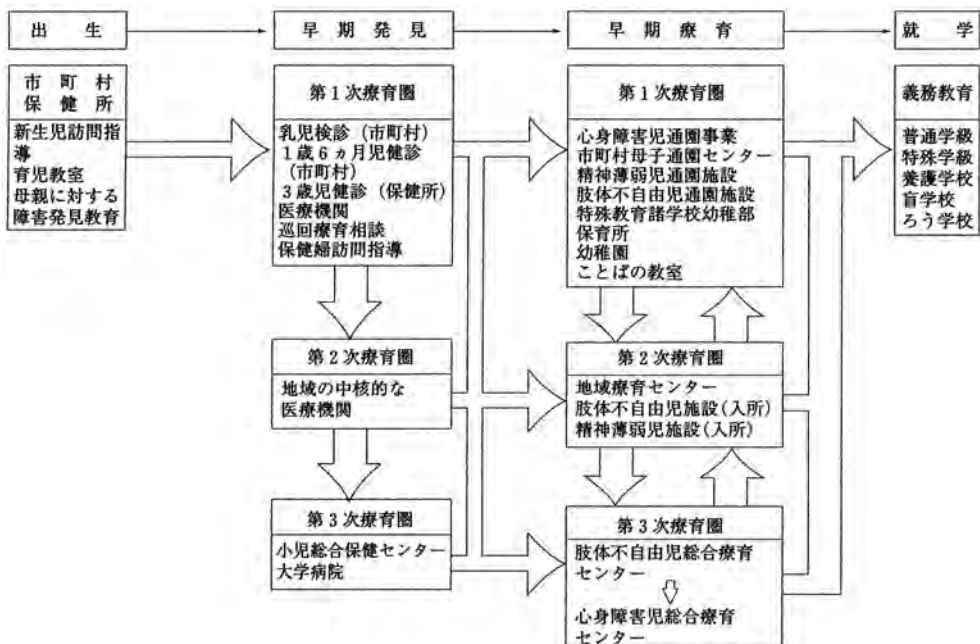 出生
早期発見
早期療育
就学
市町村
保健所
新生児訪問指
導
育児教室
母親に対する
障害発見教育
第1次療育圏
乳児検診(市町村)
1歳6ヵ月児健診
(市町村)
3歳児健診(保健所)
医療機関
巡回療育相談
保健婦訪問指導
第2次療育圏
地域の中核的な
医療機関
第3次療育圏
小児総合保健センター
大学病院
第1次療育圏
心身障害児通園事業
市町村母子通園センター
精神薄弱児通園施設
肢体不自由児通園施設
特殊教育諸学校幼稚部
保育所
幼稚園
ことばの教室
第2次療育圏
地域療育センター
肢体不自由児施設(入所)
精神薄弱児施設(入所)
第3次療育圏
肢体不自由児総合療育
センター
心身障害児総合療育
センター
義務教育
普通学級
特殊学級
養護学校
盲学校
ろう学校